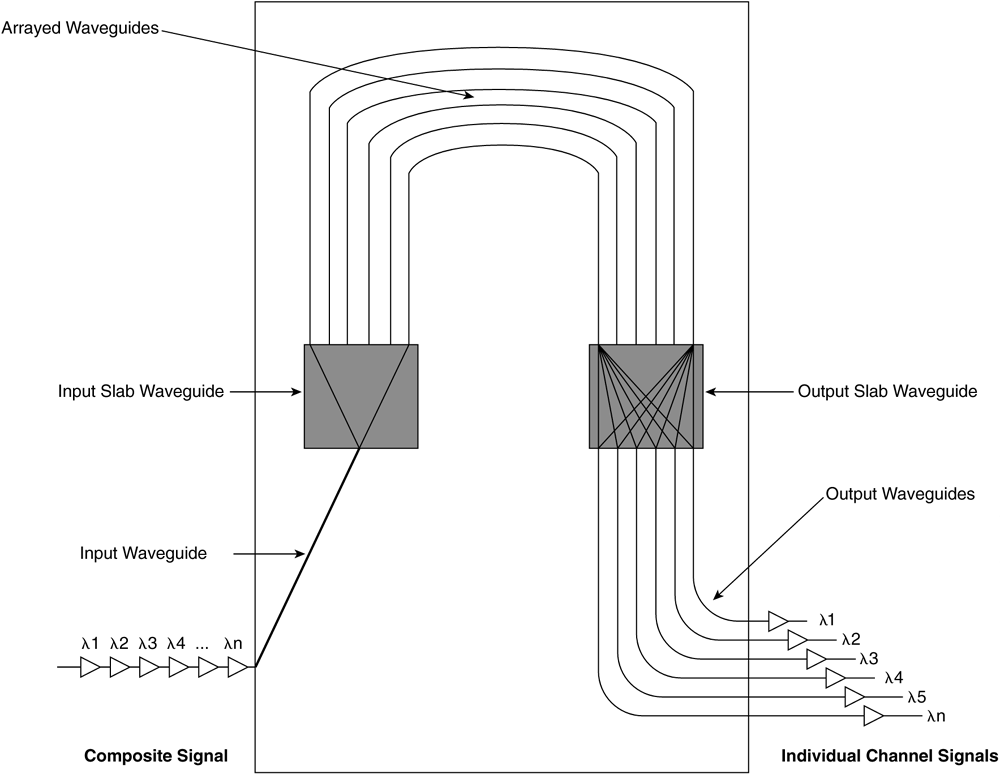 Arrayed Waveguides
Input Slab Waveguide
Output Slab Waveguide
Output Waveguides
Input Waveguide
λ1 λ2 λ3 λ4 ... λn
λ1
λ2
λ3
λ4
λ5
λn
Composite Signal
Individual Channel Signals